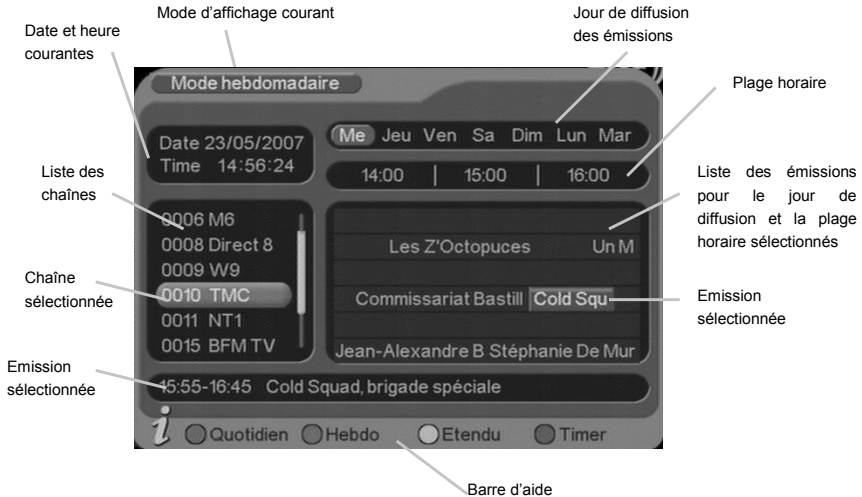 Mode d'affichage courant
Jour de diffusion
des émissions
Date et heure
courantes
Plage horaire
Mode hebdomadaire
Date 23/05/2007
Time 14:56:24
Me Jeu Ven Sa Dim Lun Mar
14:00 | 15:00 | 16:00
Liste des
chaînes
Liste des émissions
pour le jour de
diffusion et la plage
horaire sélectionnés
0006 M6
0008 Direct 8
0009 W9
0010 TMC
0011 NT1
0015 BFM TV
Les Z'Octopuces Un M
Commissariat Bastill Cold Squ
Jean-Alexandre B Stéphanie De Mur
Chaîne
sélectionnée
Emission
sélectionnée
Emission
sélectionnée
15:55-16:45 Cold Squad, brigade spéciale
i Quotidien Hebdo Etendu Timer
Barre d'aide